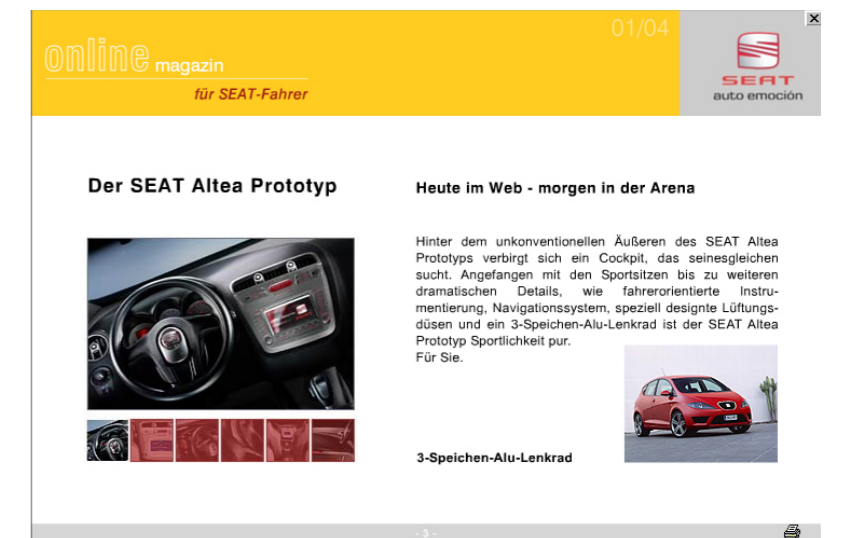 01/04
online magazin
für SEAT-Fahrer
SEAT
auto emoción
Der SEAT Altea Prototyp
Heute im Web - morgen in der Arena
Hinter dem unkonventionellen Äußeren des SEAT Altea
Prototyps verbirgt sich ein Cockpit, das seinesgleichen
sucht. Angefangen mit den Sportsitzen bis zu weiteren
dramatischen Details, wie fahrerorientierte Instru-
mentierung, Navigationssystem, speziell designte Lüftungs-
düsen und ein 3-Speichen-Alu-Lenkrad ist der SEAT Altea
Prototyp Sportlichkeit pur.
Für Sie.
3-Speichen-Alu-Lenkrad
- 3 -